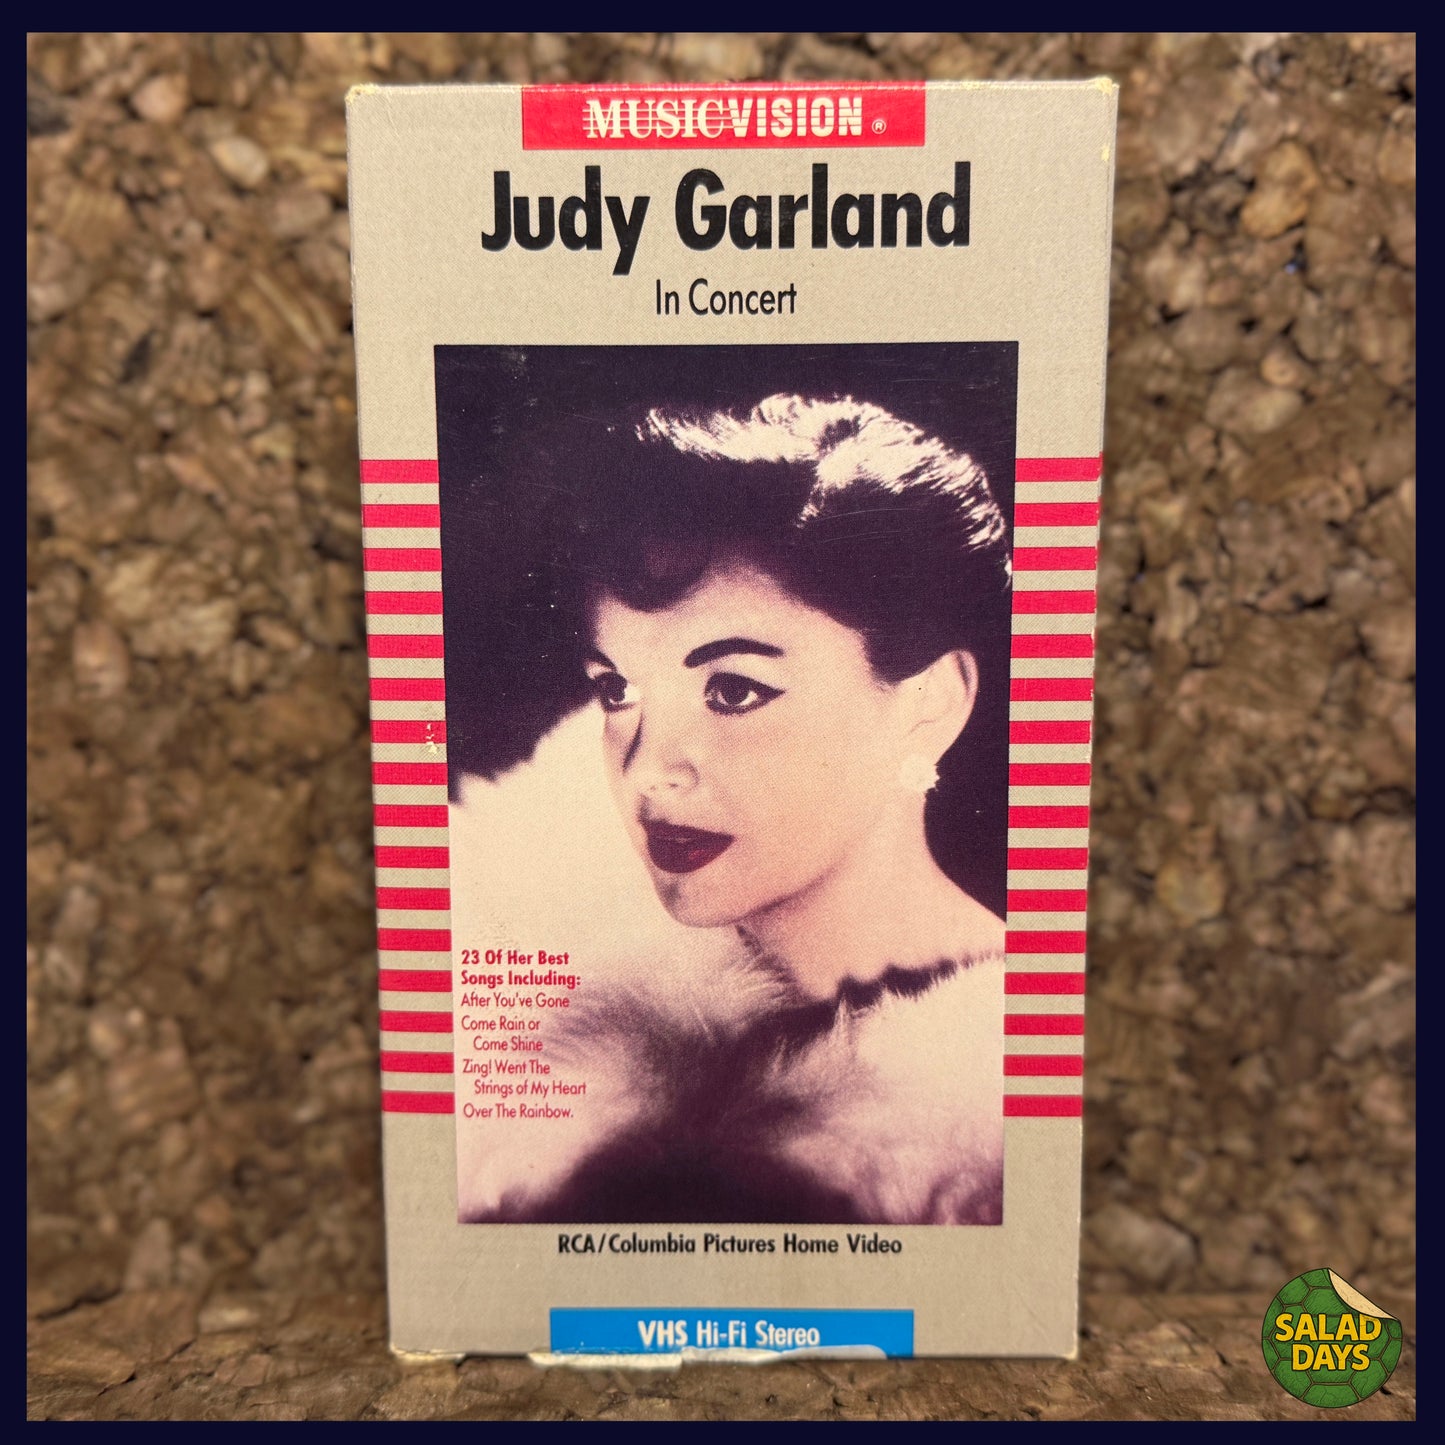 MUSICVISION ®
Judy Garland
In Concert
23 Of Her Best
Songs Including:
After You've Gone
Come Rain or
Come Shine
Zing! Went The
Strings of My Heart
Over The Rainbow.
RCA/Columbia Pictures Home Video
VHS Hi-Fi Stereo
SALAD
DAYS